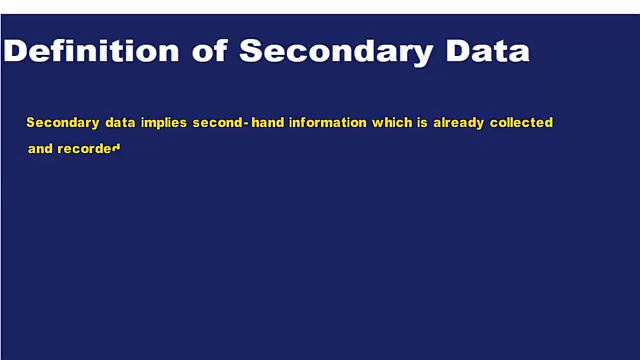 Definition of Secondary Data
Secondary data implies second-hand information which is already collected
and recorded